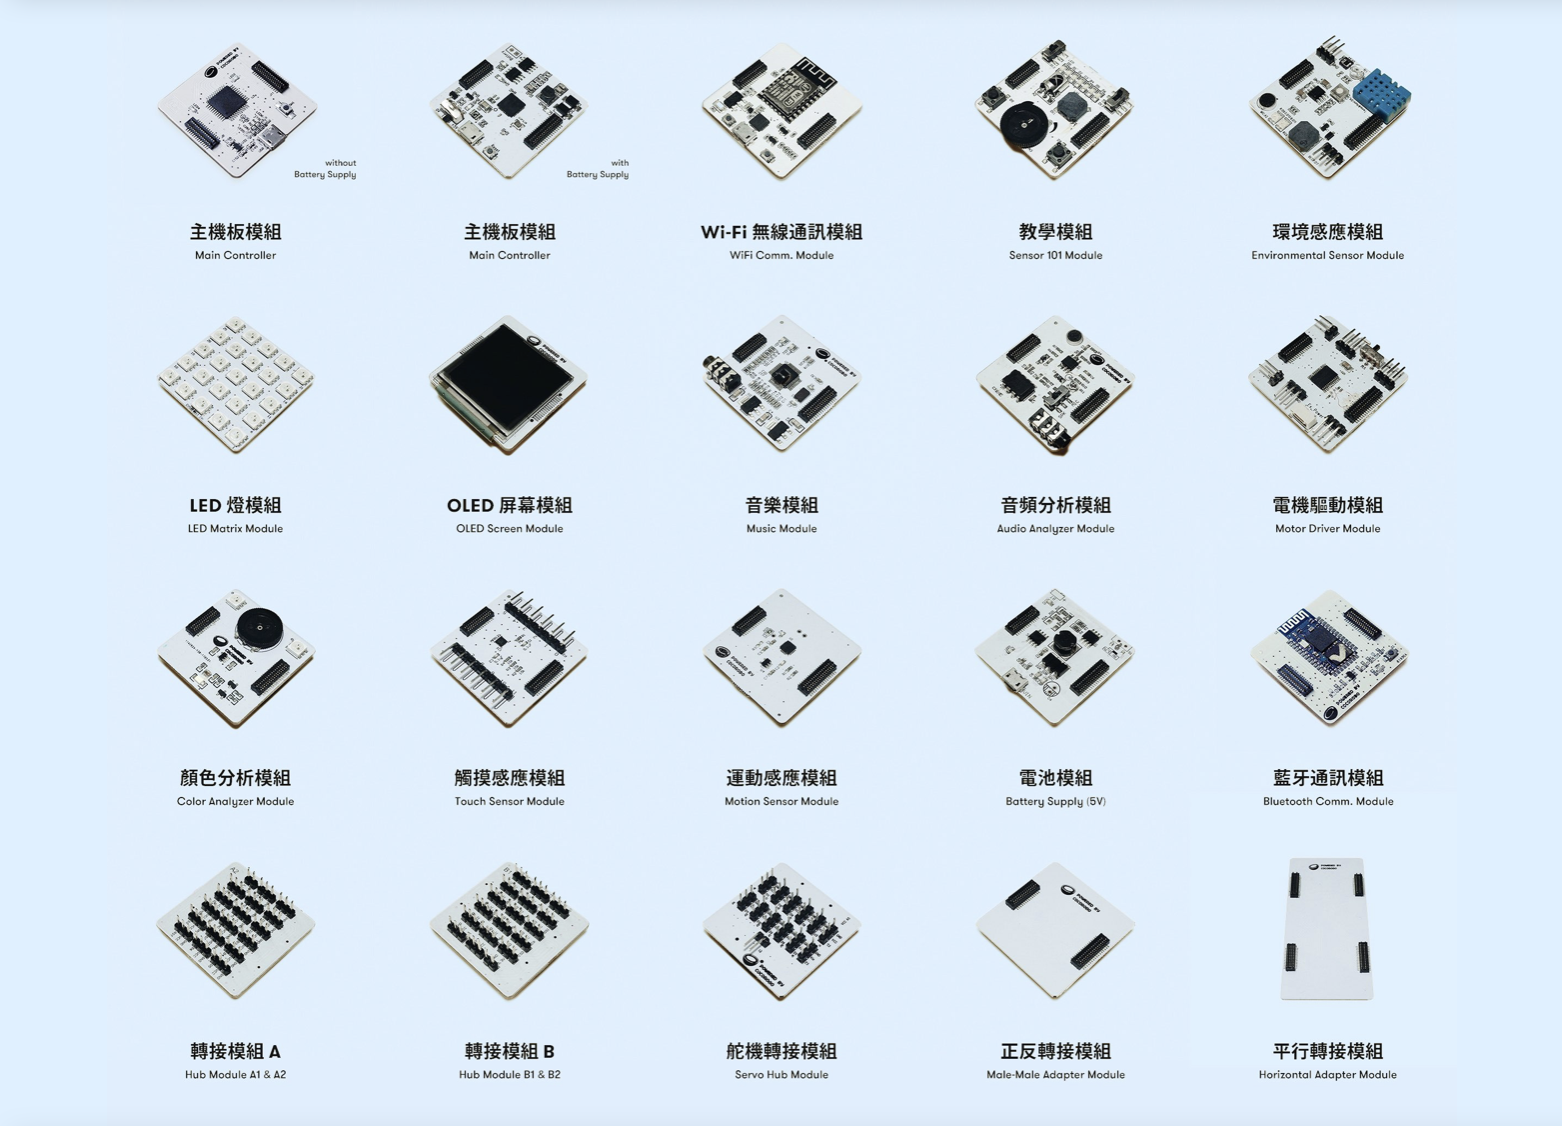 without
Battery Supply
with
Battery Supply
主機板模組
Main Controller
主機板模組
Main Controller
Wi-Fi 無線通訊模組
WiFi Comm. Module
教學模組
Sensor 101 Module
環境感應模組
Environmental Sensor Module
LED 燈模組
LED Matrix Module
OLED 屏幕模組
OLED Screen Module
音樂模組
Music Module
音頻分析模組
Audio Analyzer Module
電機驅動模組
Motor Driver Module
顏色分析模組
Color Analyzer Module
觸摸感應模組
Touch Sensor Module
運動感應模組
Motion Sensor Module
電池模組
Battery Supply (5V)
藍牙通訊模組
Bluetooth Comm. Module
轉接模組 A
Hub Module A1 & A2
轉接模組 B
Hub Module B1 & B2
舵機轉接模組
Servo Hub Module
正反轉接模組
Male-Male Adapter Module
平行轉接模組
Horizontal Adapter Module